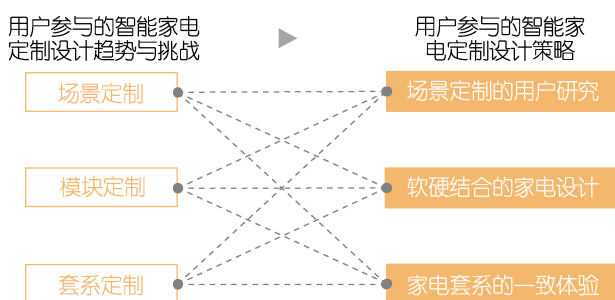 用户参与的智能家电
定制设计趋势与挑战
用户参与的智能家
电定制设计策略
场景定制
场景定制的用户研究
模块定制
软硬结合的家电设计
套系定制
家电套系的一致体验